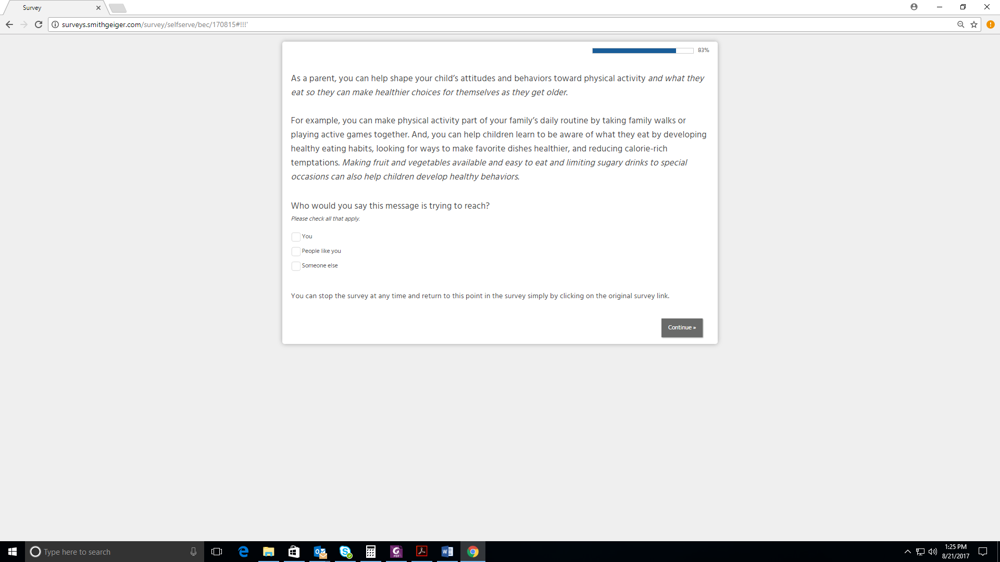 Survey
surveys.smithgeiger.com/survey/selfserve/bec/170815#!!!'
83%
As a parent, you can help shape your child’s attitudes and behaviors toward physical activity and what they
eat so they can make healthier choices for themselves as they get older.
For example, you can make physical activity part of your family’s daily routine by taking family walks or
playing active games together. And, you can help children learn to be aware of what they eat by developing
healthy eating habits, looking for ways to make favorite dishes healthier, and reducing calorie-rich
temptations. Making fruit and vegetables available and easy to eat and limiting sugary drinks to special
occasions can also help children develop healthy behaviors.
Who would you say this message is trying to reach?
Please check all that apply.
You
People like you
Someone else
You can stop the survey at any time and return to this point in the survey simply by clicking on the original survey link.
Continue »
Type here to search
1:25 PM
8/21/2017